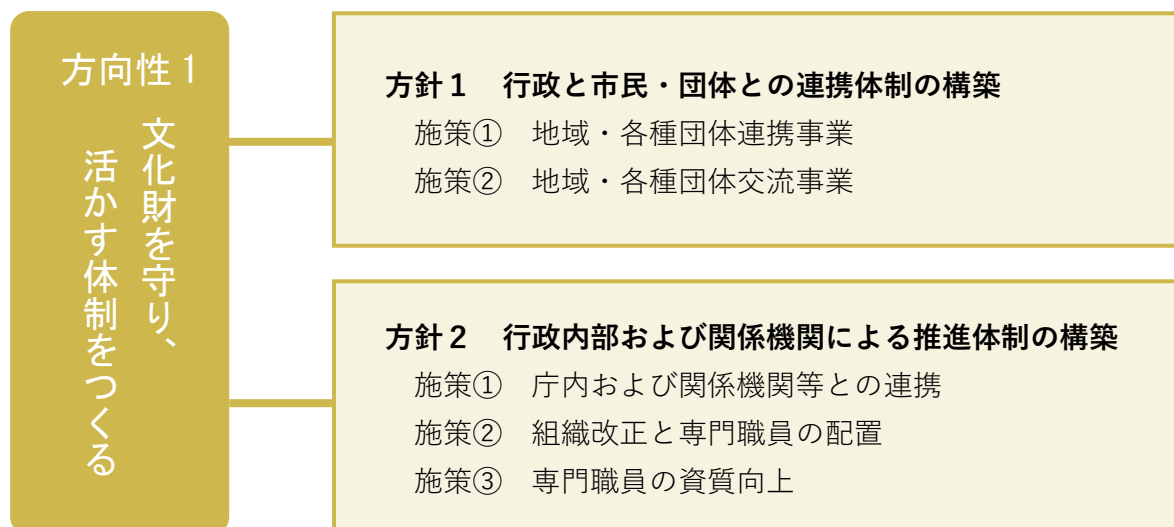 方向性1
文化財を守り、
活かす体制をつくる
方針1　行政と市民・団体との連携体制の構築
施策①　地域・各種団体連携事業
施策②　地域・各種団体交流事業
方針2　行政内部および関係機関による推進体制の構築
施策①　庁内および関係機関等との連携
施策②　組織改正と専門職員の配置
施策③　専門職員の資質向上